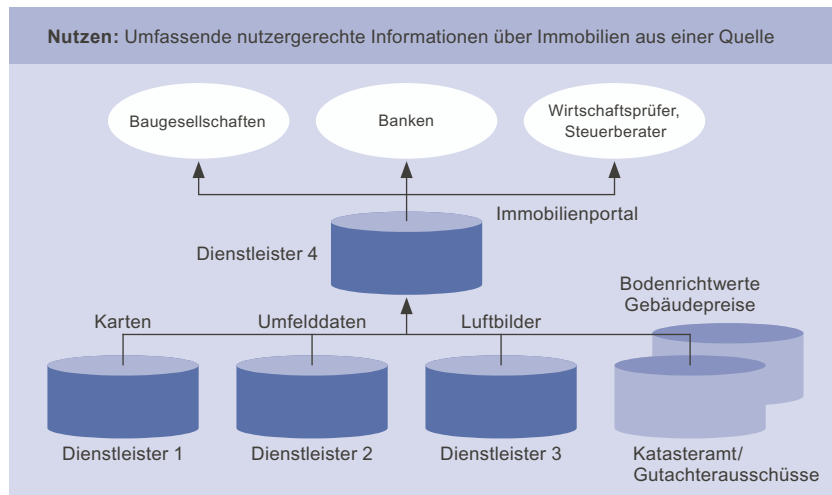 Nutzen: Umfassende nutzergerechte Informationen über Immobilien aus einer Quelle
Baugesellschaften
Banken
Wirtschaftsprüfer,
Steuerberater
Immobilienportal
Dienstleister 4
Bodenrichtwerte
Gebäudepreise
Karten
Umfelddaten
Luftbilder
Dienstleister 1
Dienstleister 2
Dienstleister 3
Katasteramt/
Gutachterausschüsse